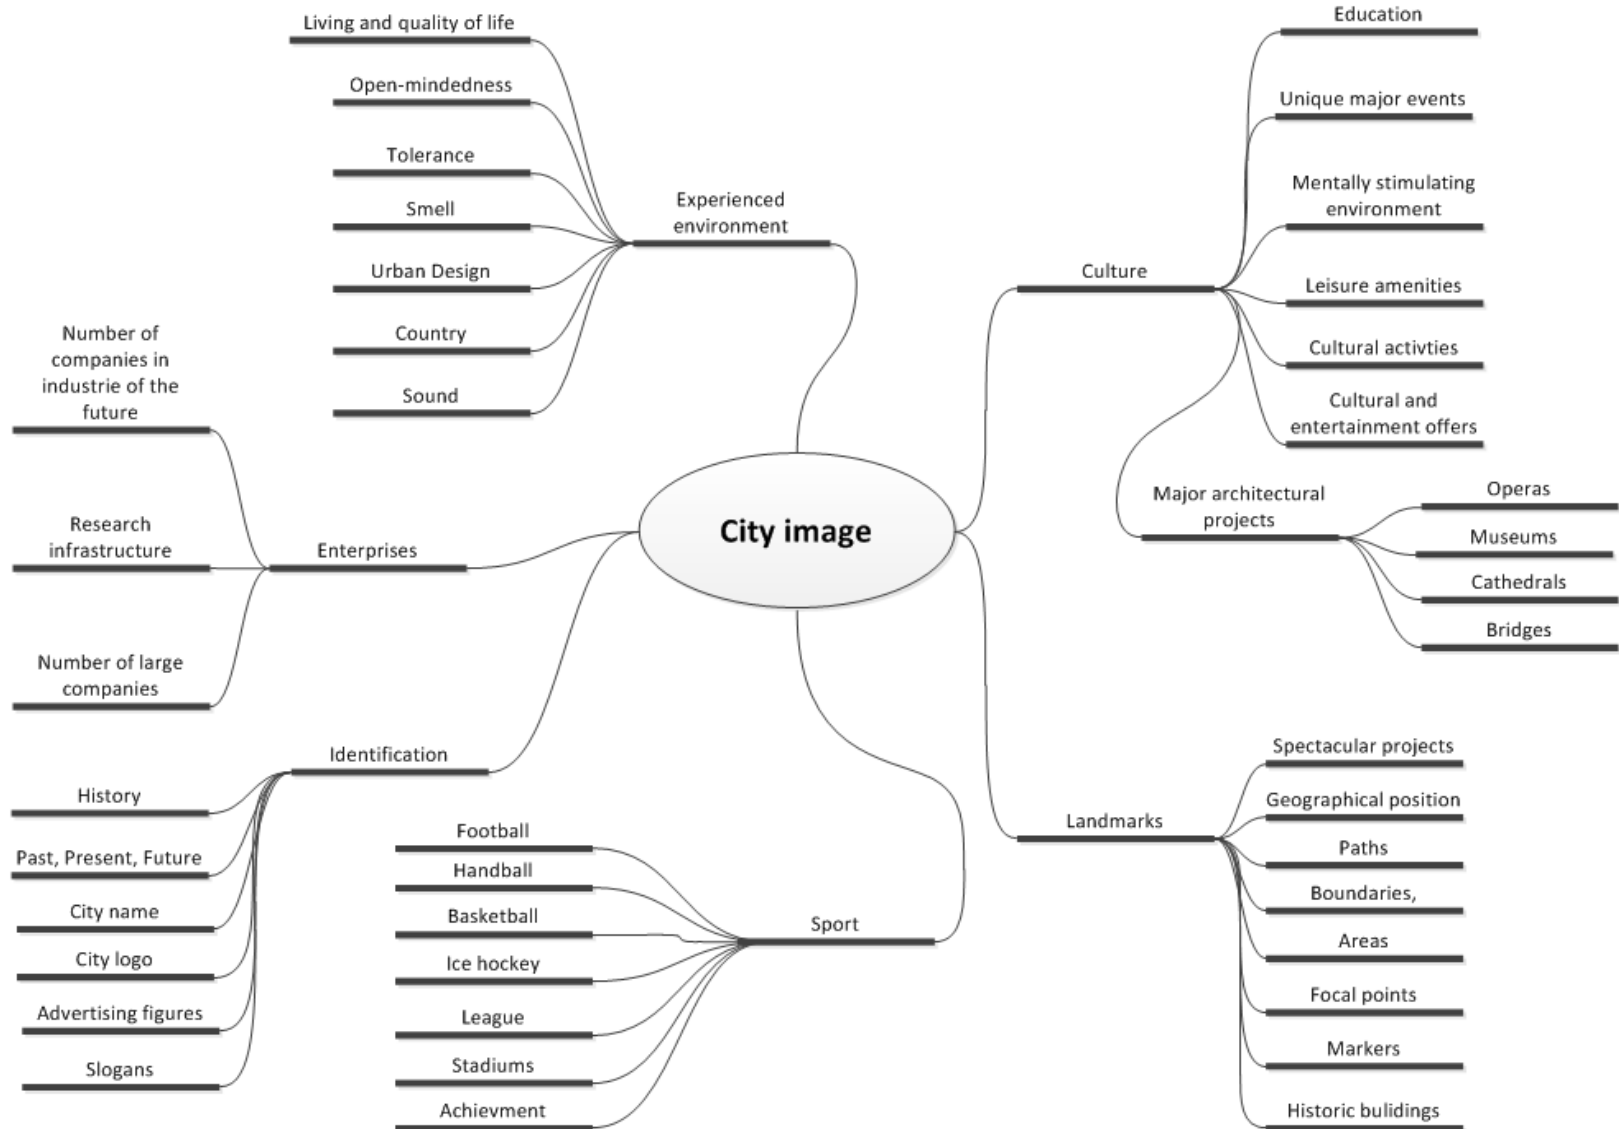 Living and quality of life
Open-mindedness
Tolerance
Smell
Urban Design
Country
Sound
Experienced
environment
Number of
companies in
industrie of the
future
Research
infrastructure
Number of large
companies
Enterprises
Identification
History
Past, Present, Future
City name
City logo
Advertising figures
Slogans
City image
Football
Handball
Basketball
Ice hockey
League
Stadiums
Achievment
Sport
Culture
Education
Unique major events
Mentally stimulating
environment
Leisure amenities
Cultural activties
Cultural and
entertainment offers
Major architectural
projects
Operas
Museums
Cathedrals
Bridges
Landmarks
Spectacular projects
Geographical position
Paths
Boundaries,
Areas
Focal points
Markers
Historic bulidings